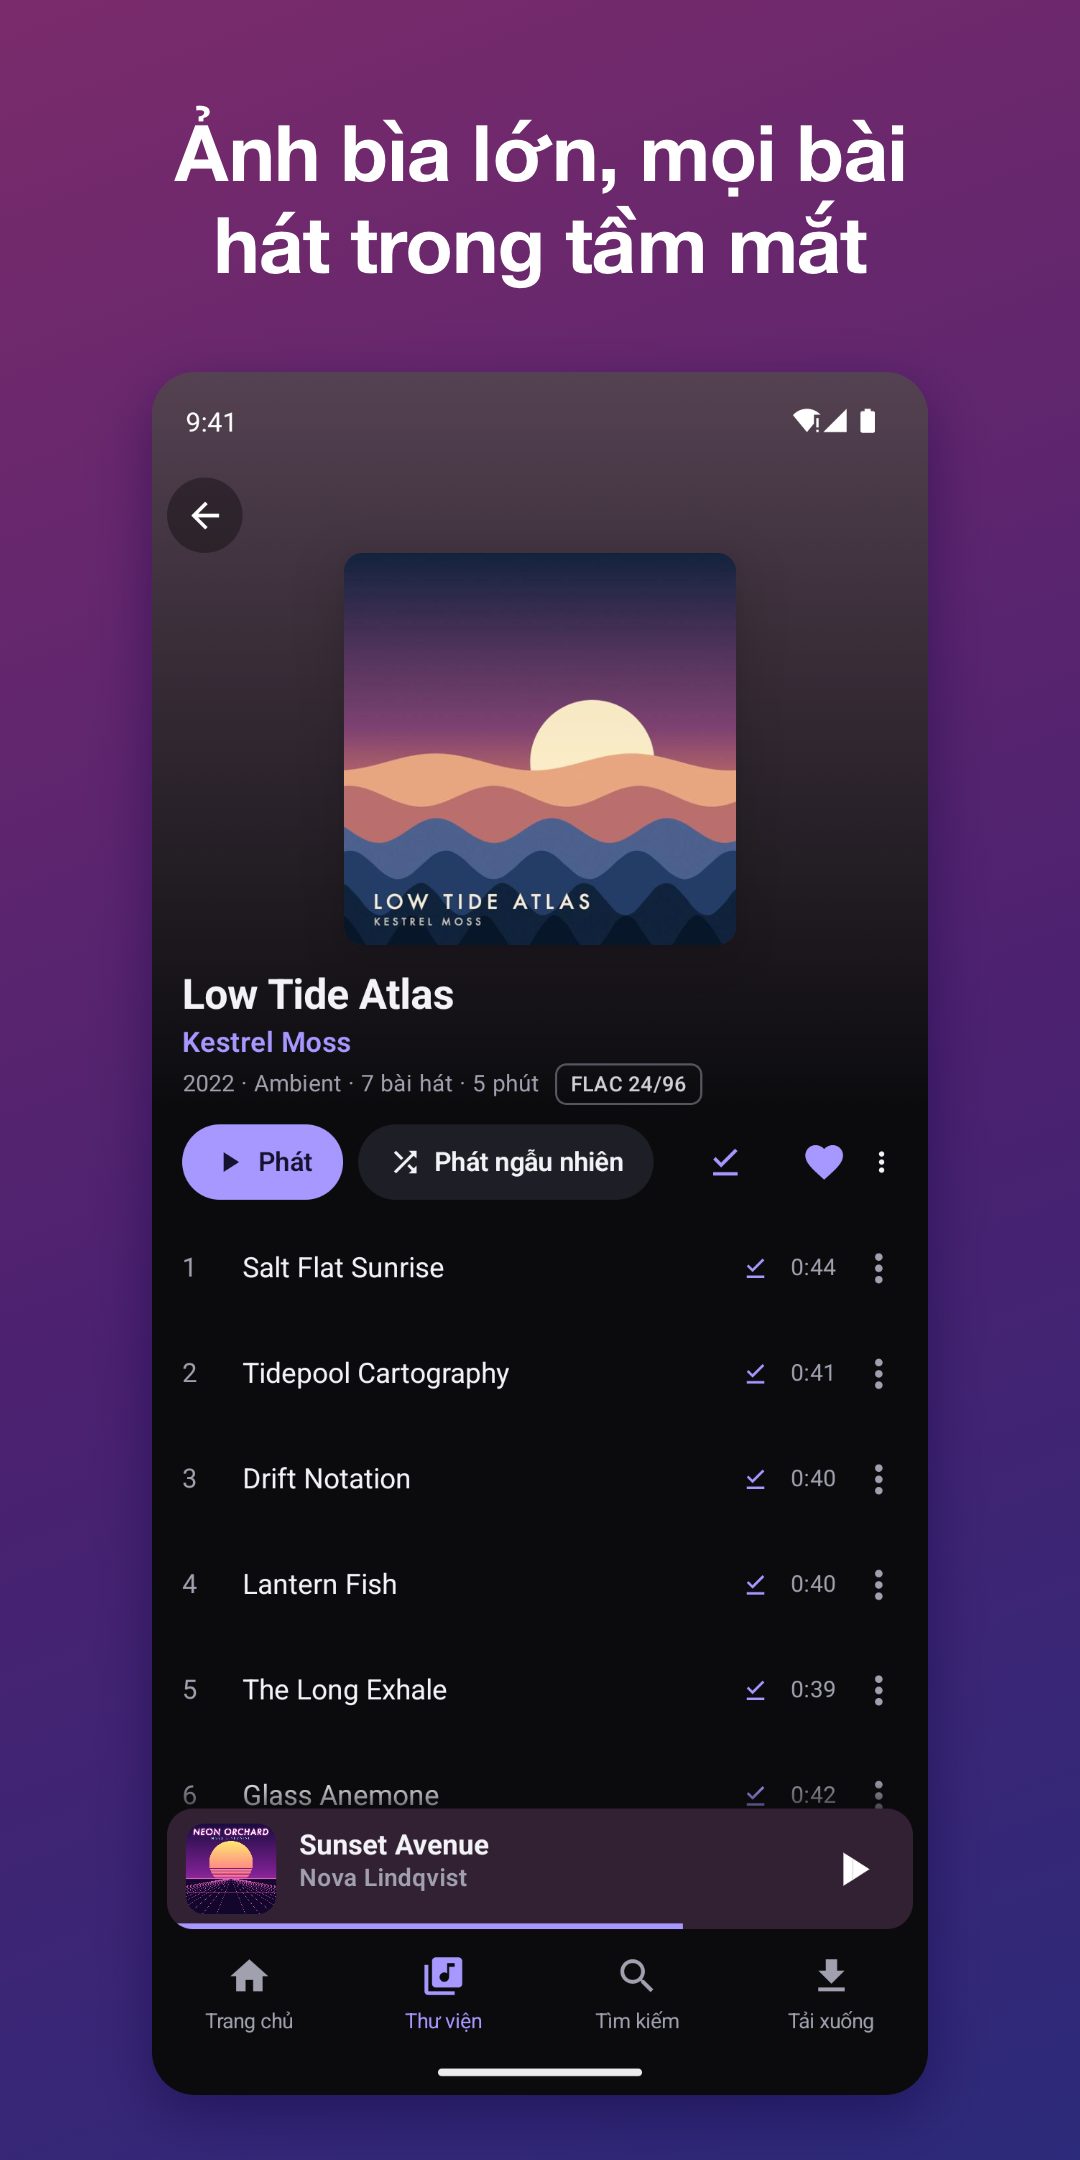 Ảnh bìa lớn, mọi bài
hát trong tầm mắt
9:41
LOW TIDE ATLAS
KESTREL MOSS
Low Tide Atlas
Kestrel Moss
2022 · Ambient · 7 bài hát · 5 phút FLAC 24/96
Phát
Phát ngẫu nhiên
1 Salt Flat Sunrise 0:44
2 Tidepool Cartography 0:41
3 Drift Notation 0:40
4 Lantern Fish 0:40
5 The Long Exhale 0:39
6 Glass Anemone 0:42
NEON ORCHARD
Sunset Avenue
Nova Lindqvist
Trang chủ
Thư viện
Tìm kiếm
Tải xuống